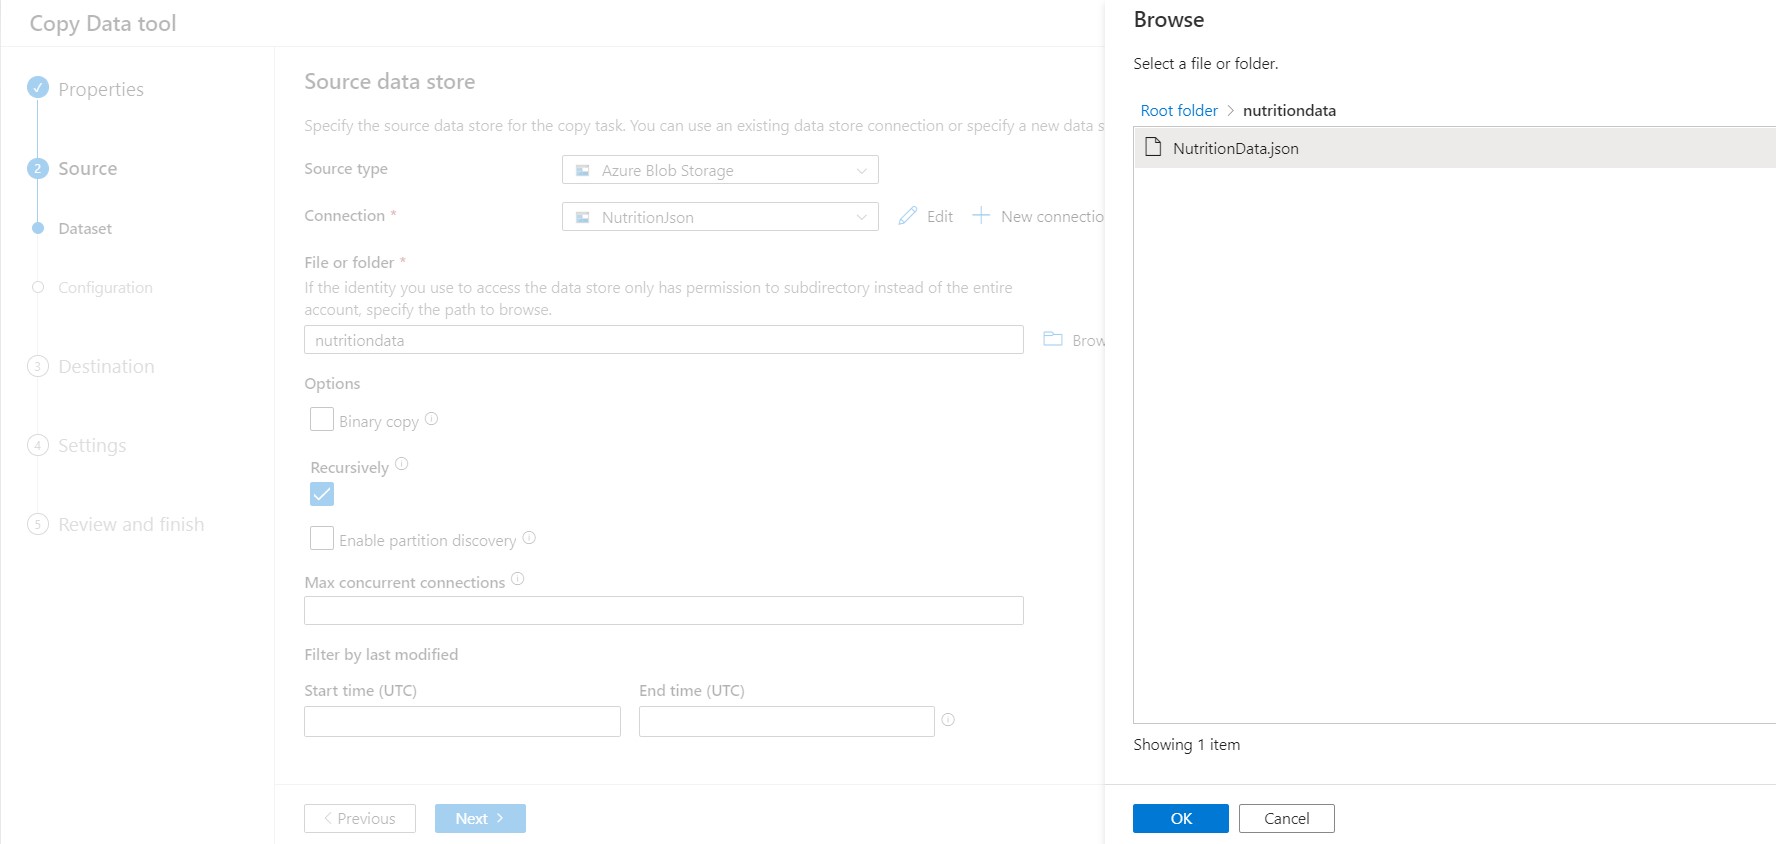 Copy Data tool
Properties
2
Source
Dataset
Configuration
3
Destination
4
Settings
5
Review and finish
Source data store
Specify the source data store for the copy task. You can use an existing data store connection or specify a new data s
Source type
Azure Blob Storage
Connection *
NutritionJson
Edit
New connectio
File or folder *
If the identity you use to access the data store only has permission to subdirectory instead of the entire
account, specify the path to browse.
nutritiondata
Brow
Options
Binary copy
Recursively
Enable partition discovery
Max concurrent connections
Filter by last modified
Start time (UTC)
End time (UTC)
< Previous
Next >
Browse
Select a file or folder.
Root folder > nutritiondata
NutritionData.json
Showing 1 item
OK
Cancel